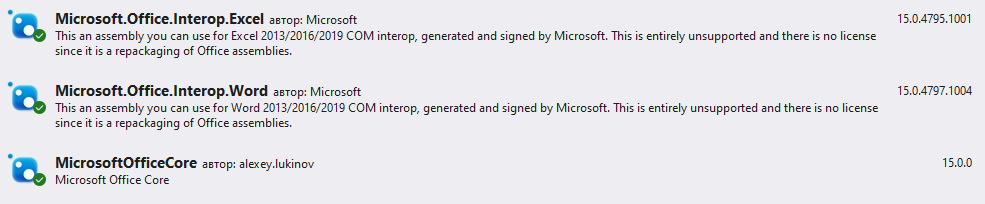 Microsoft.Office.Interop.Excel автор: Microsoft 15.0.4795.1001
This an assembly you can use for Excel 2013/2016/2019 COM interop, generated and signed by Microsoft. This is entirely unsupported and there is no license
since it is a repackaging of Office assemblies.
Microsoft.Office.Interop.Word автор: Microsoft 15.0.4797.1004
This an assembly you can use for Word 2013/2016/2019 COM interop, generated and signed by Microsoft. This is entirely unsupported and there is no license
since it is a repackaging of Office assemblies.
MicrosoftOfficeCore автор: alexey.lukinov 15.0.0
Microsoft Office Core